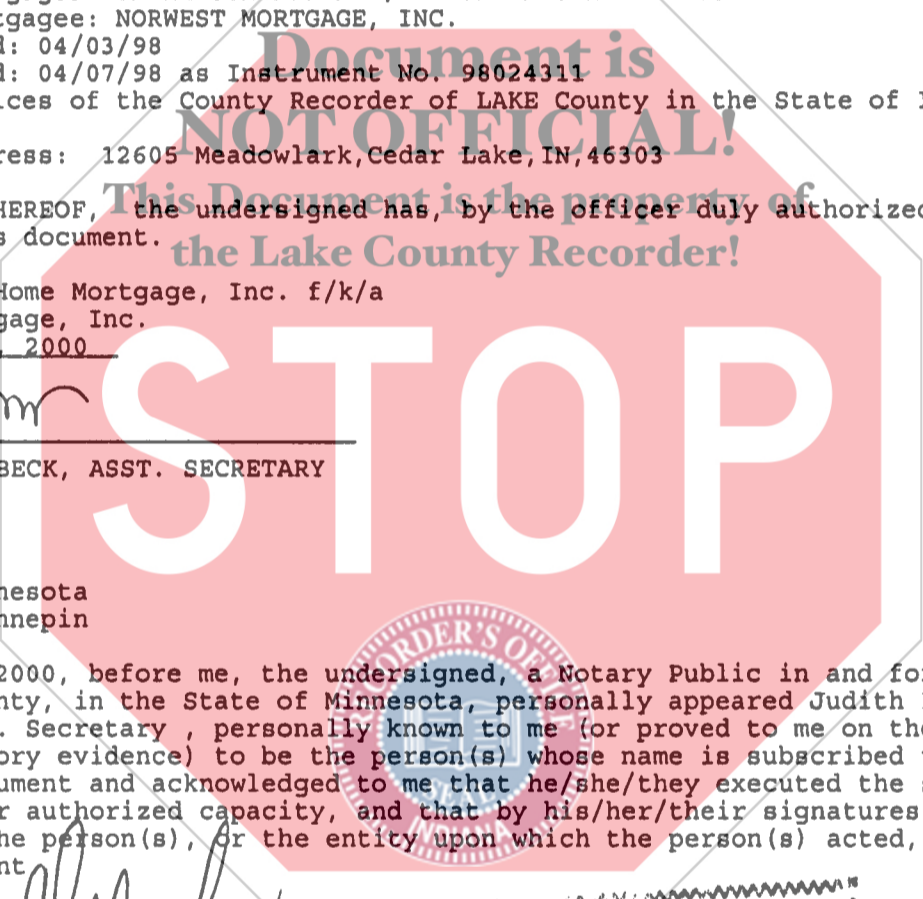 tgagee: NORWEST MORTGAGE, INC.
d: 04/03/98
d: 04/07/98 as Instrument No. 98024311
ices of the County Recorder of LAKE County in the State of
ress: 12605 Meadowlark,Cedar Lake,IN,46303
HEREOF, the undersigned has, by the officer duly authorized
s document.
Home Mortgage, Inc. f/k/a
gage, Inc.
, 2000
BECK, ASST. SECRETARY
nesota
nnepin
2000, before me, the undersigned, a Notary Public in and fo
nty, in the State of Minnesota, personally appeared Judith
. Secretary , personally known to me (or proved to me on the
ory evidence) to be the person(s) whose name is subscribed
ument and acknowledged to me that he/she/they executed the
r authorized capacity, and that by his/her/their signatures
he person(s), or the entity upon which the person(s) acted,
nt
Document is
NOT OFFICIAL!
This Document is the property of
the Lake County Recorder!
STOP
RECORDER'S OFFICE
SEAL
INDIANA